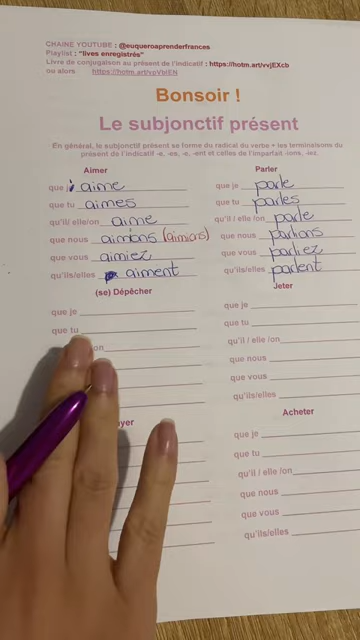 CHAINE YOUTUBE : @euqueroaprenderfrances
Playlist : "lives enregistrés"
Livre de conjugaison au présent de l'indicatif : https://hotm.art/vvjEXcb
ou alors https://hotm.art/vpVbIEN
Bonsoir !
Le subjonctif présent
En général, le subjonctif présent se forme du radical du verbe + les terminaisons du
présent de l'indicatif -e, -es, -e, -ent et celles de l'imparfait -ions, -iez.
Aimer
que j' aime
que tu aimes
qu'il/ elle/on aime
que nous aimions (aimions)
que vous aimiez
qu'ils/elles aiment
Parler
que je parle
que tu parles
qu'il / elle /on parle
que nous parlions
que vous parliez
qu'ils/elles parlent
(se) Dépêcher
que je
que tu
on
Jeter
que je
que tu
qu'il / elle /on
que nous
que vous
qu'ils/elles
yer
Acheter
que je
que tu
qu'il / elle /on
que nous
que vous
qu'ils/elles